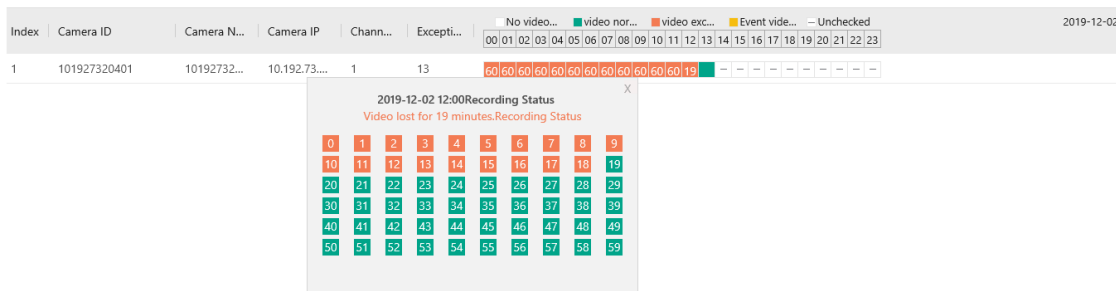 No video... video nor... video exc... Event vide... – Unchecked 2019-12-02
Index Camera ID Camera N... Camera IP Chann... Excepti...
00 01 02 03 04 05 06 07 08 09 10 11 12 13 14 15 16 17 18 19 20 21 22 23
1 101927320401 10192732... 10.192.73.... 1 13 60 60 60 60 60 60 60 60 60 60 60 60 19 – – – – – – – – – –
X
2019-12-02 12:00Recording Status
Video lost for 19 minutes.Recording Status
0 1 2 3 4 5 6 7 8 9
10 11 12 13 14 15 16 17 18 19
20 21 22 23 24 25 26 27 28 29
30 31 32 33 34 35 36 37 38 39
40 41 42 43 44 45 46 47 48 49
50 51 52 53 54 55 56 57 58 59